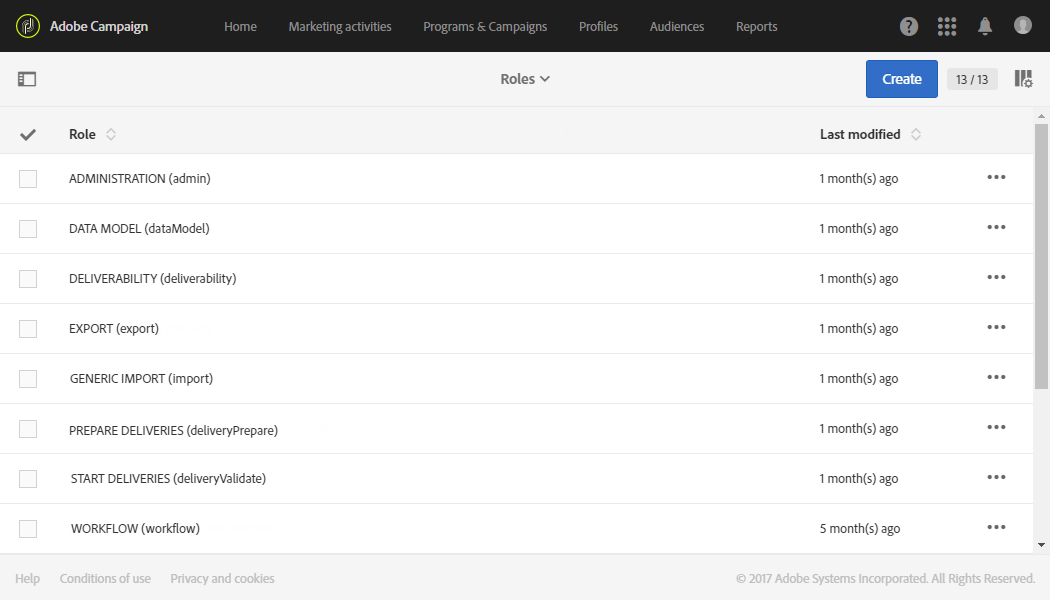 Adobe Campaign Home Marketing activities Programs & Campaigns Profiles Audiences Reports ?
Roles Create 13 / 13
Role Last modified
ADMINISTRATION (admin) 1 month(s) ago
DATA MODEL (dataModel) 1 month(s) ago
DELIVERABILITY (deliverability) 1 month(s) ago
EXPORT (export) 1 month(s) ago
GENERIC IMPORT (import) 1 month(s) ago
PREPARE DELIVERIES (deliveryPrepare) 1 month(s) ago
START DELIVERIES (deliveryValidate) 1 month(s) ago
WORKFLOW (workflow) 5 month(s) ago
Help Conditions of use Privacy and cookies © 2017 Adobe Systems Incorporated. All Rights Reserved.